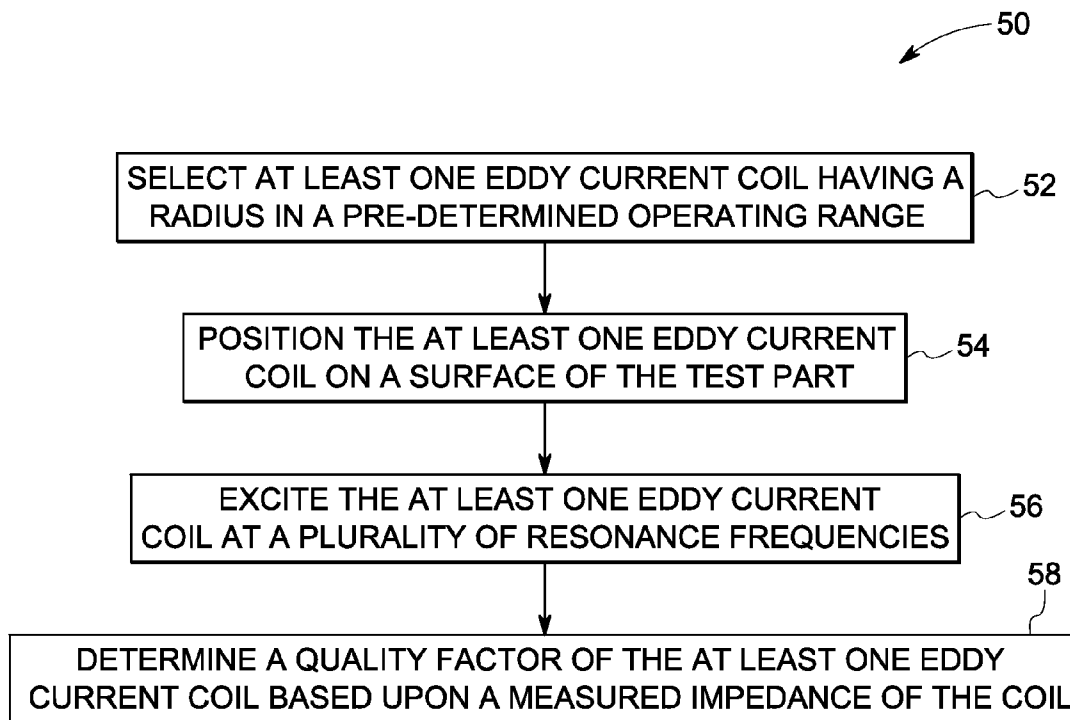 50
SELECT AT LEAST ONE EDDY CURRENT COIL HAVING A
RADIUS IN A PRE-DETERMINED OPERATING RANGE
52
POSITION THE AT LEAST ONE EDDY CURRENT
COIL ON A SURFACE OF THE TEST PART
54
EXCITE THE AT LEAST ONE EDDY CURRENT
COIL AT A PLURALITY OF RESONANCE FREQUENCIES
56
58
DETERMINE A QUALITY FACTOR OF THE AT LEAST ONE EDDY
CURRENT COIL BASED UPON A MEASURED IMPEDANCE OF THE COIL